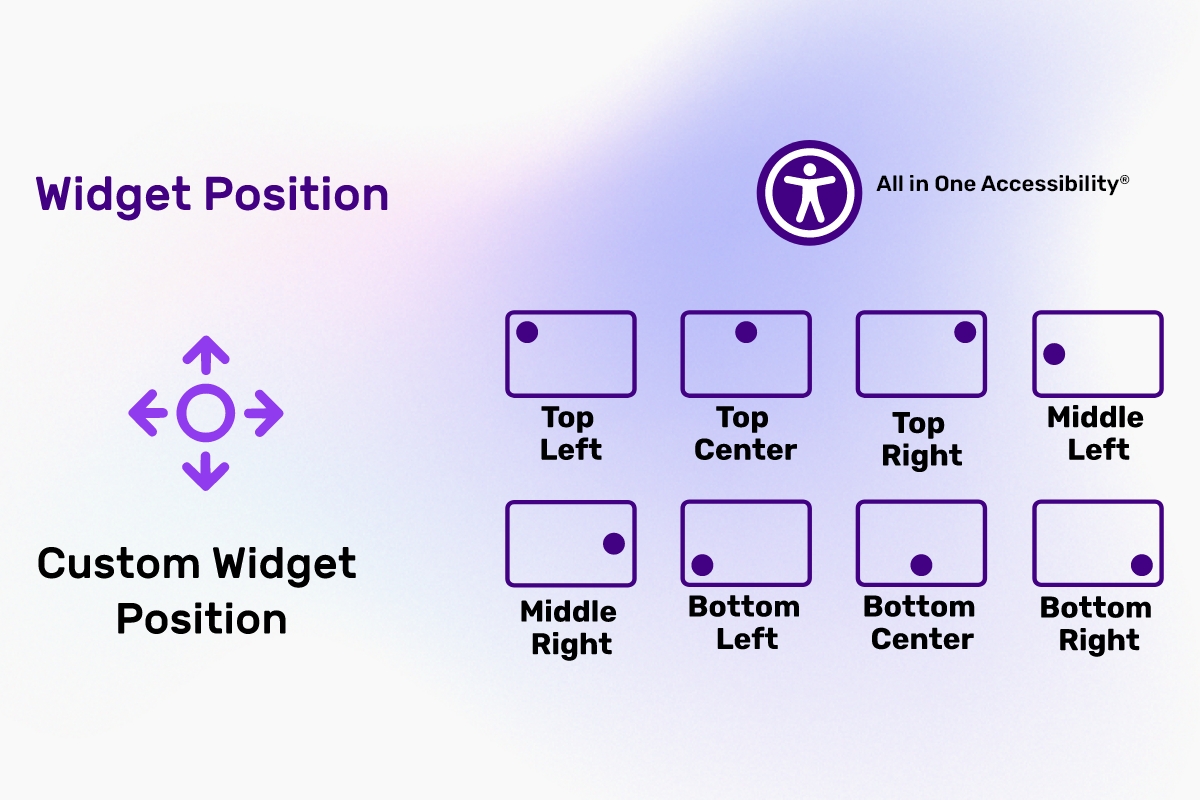 Widget Position
All in One Accessibility®
Top
Left
Top
Center
Top
Right
Middle
Left
Custom Widget
Position
Middle
Right
Bottom
Left
Bottom
Center
Bottom
Right